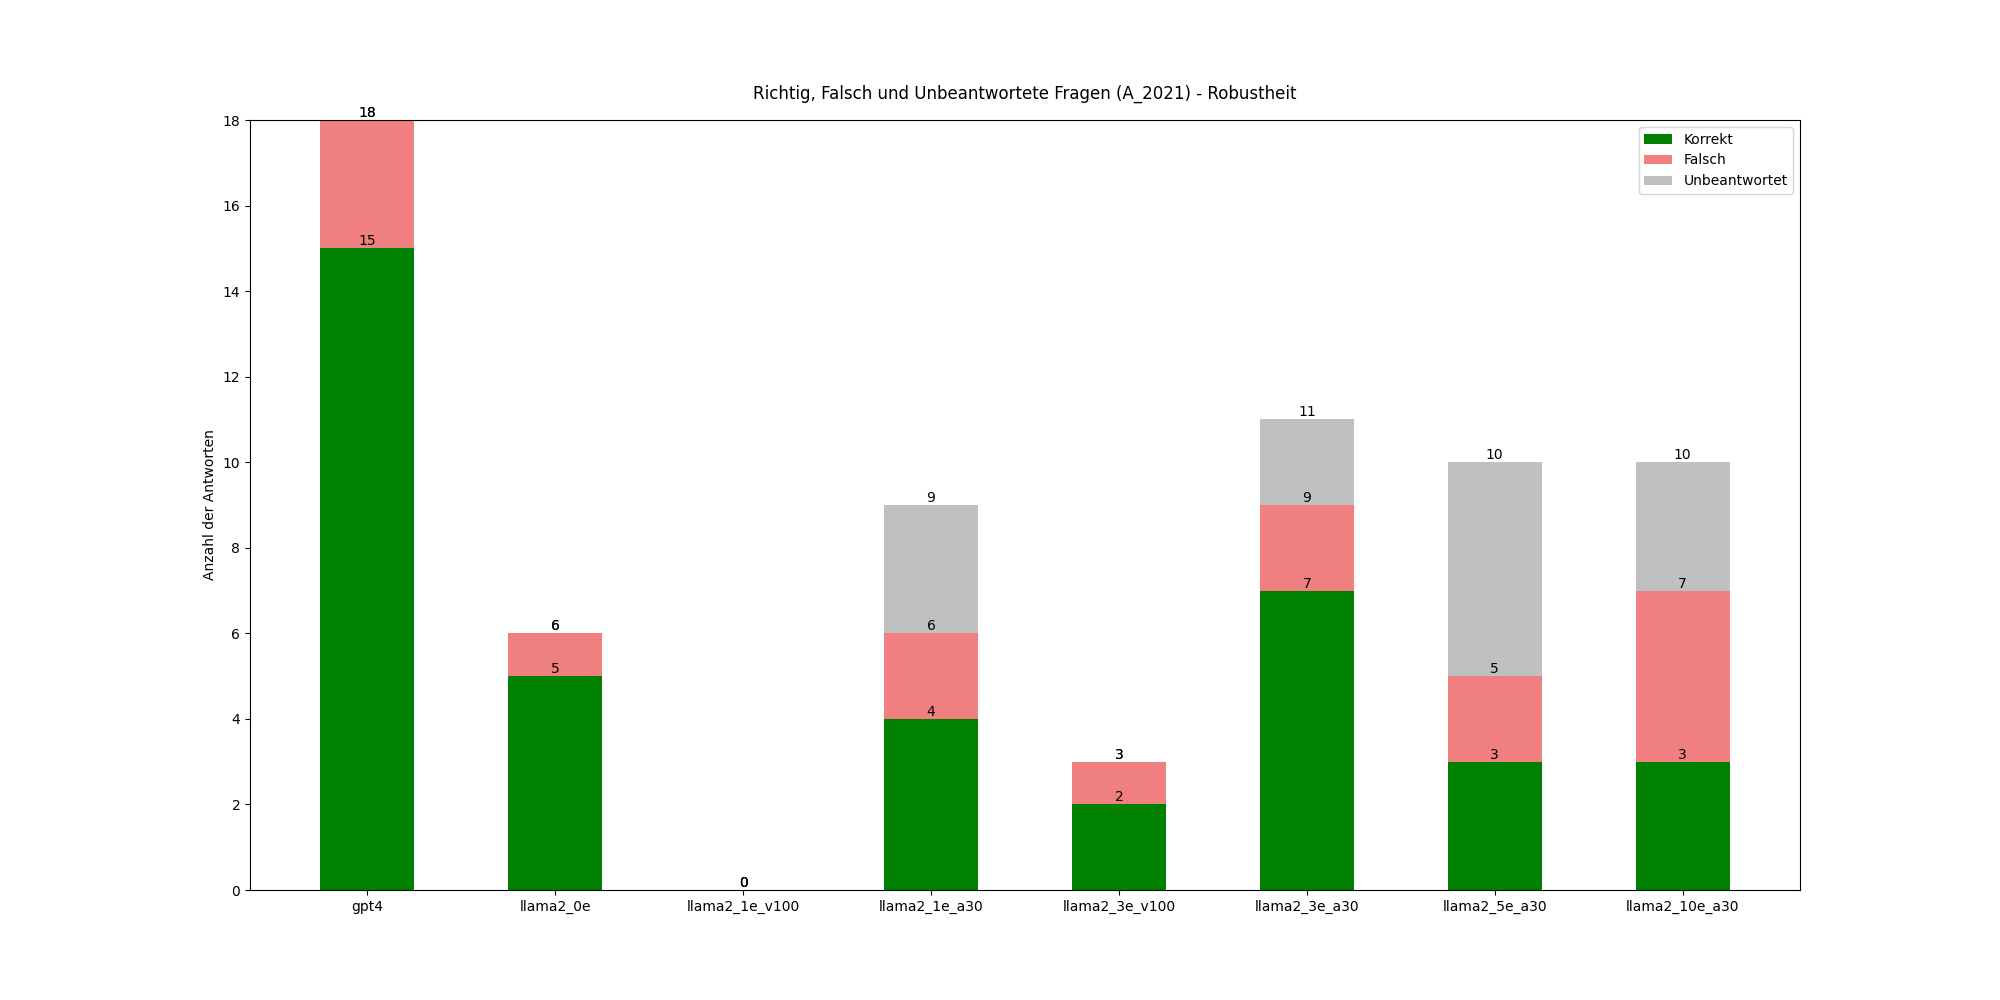 Richtig, Falsch und Unbeantwortete Fragen (A_2021) - Robustheit
Korrekt
Falsch
Unbeantwortet
Anzahl der Antworten
18
16
14
12
10
8
6
4
2
0
18
15
6
5
0
9
6
4
3
2
11
9
7
10
5
3
10
7
3
gpt4
llama2_0e
llama2_1e_v100
llama2_1e_a30
llama2_3e_v100
llama2_3e_a30
llama2_5e_a30
llama2_10e_a30